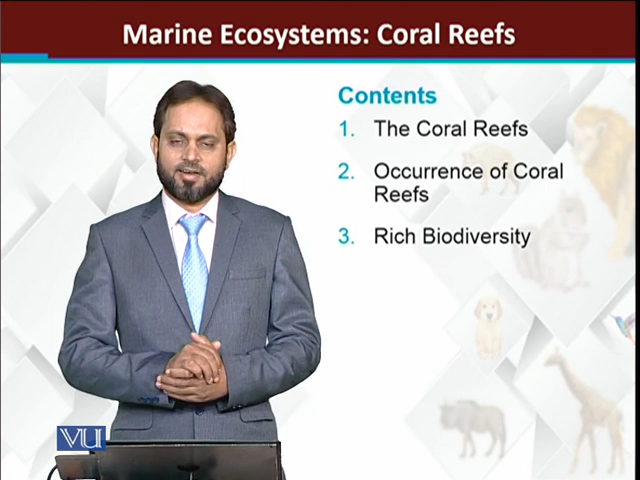 Marine Ecosystems: Coral Reefs
Contents
1. The Coral Reefs
2. Occurrence of Coral
Reefs
3. Rich Biodiversity
VU